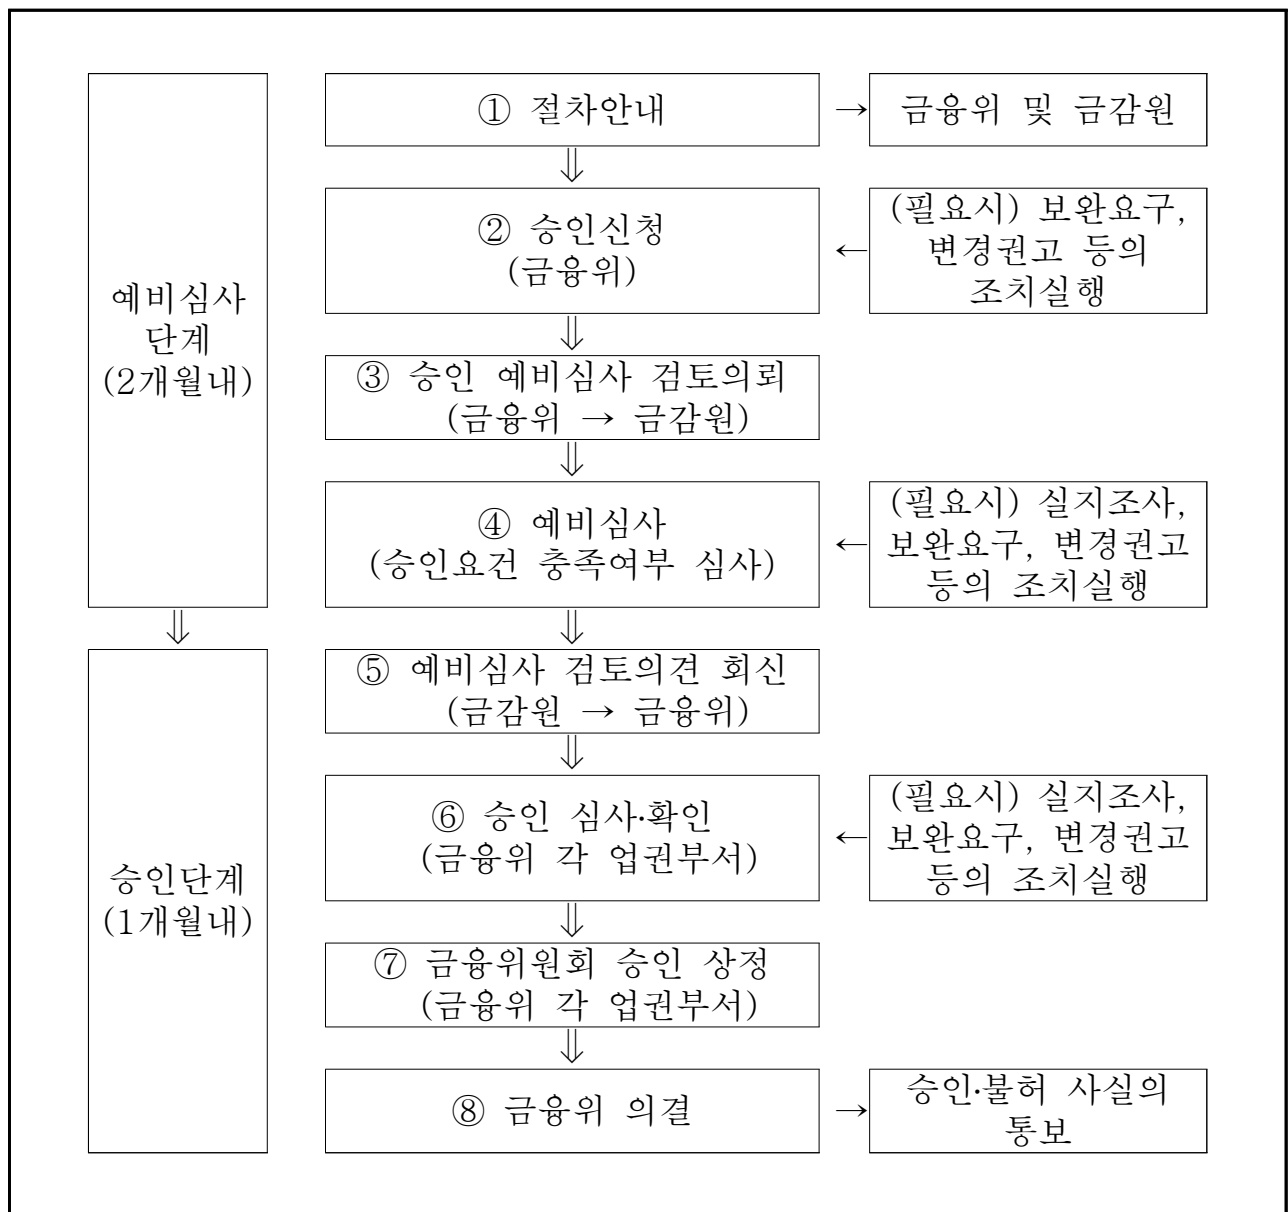 예비심사
단계
(2개월내)
⇓
승인단계
(1개월내)
① 절차안내
→
금융위 및 금감원
⇓
② 승인신청
(금융위)
←
(필요시) 보완요구,
변경권고 등의
조치실행
⇓
③ 승인 예비심사 검토의뢰
(금융위 → 금감원)
⇓
④ 예비심사
(승인요건 충족여부 심사)
←
(필요시) 실지조사,
보완요구, 변경권고
등의 조치실행
⇓
⑤ 예비심사 검토의견 회신
(금감원 → 금융위)
⇓
⑥ 승인 심사·확인
(금융위 각 업권부서)
←
(필요시) 실지조사,
보완요구, 변경권고
등의 조치실행
⇓
⑦ 금융위원회 승인 상정
(금융위 각 업권부서)
⇓
⑧ 금융위 의결
→
승인·불허 사실의
통보